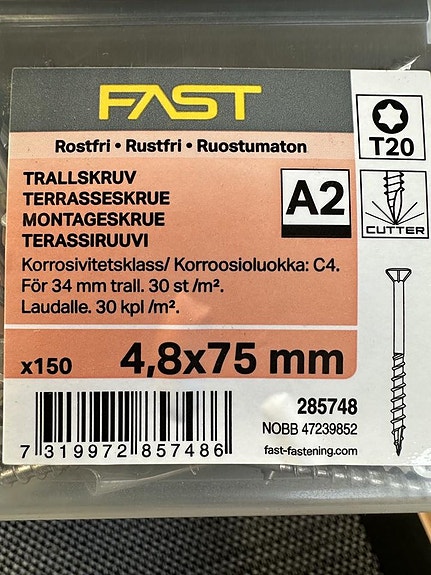 FAST
Rostfri • Rustfri • Ruostumaton
T20
TRALLSKRUV
TERRASSESKRUE
MONTAGESKRUE
TERASSIRUUVI
A2
CUTTER
Korrosivitetsklass/ Korroosioluokka: C4.
För 34 mm trall. 30 st /m².
Laudalle. 30 kpl /m².
x150 4,8x75 mm
285748
NOBB 47239852
fast-fastening.com
7 319972 857486